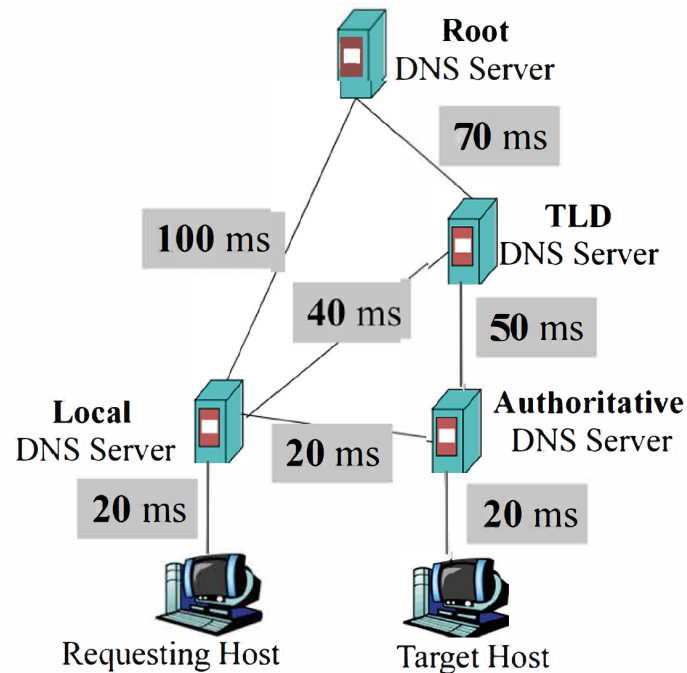 Root
DNS Server
70 ms
TLD
DNS Server
100 ms
40 ms
50 ms
Local
DNS Server
Authoritative
DNS Server
20 ms
20 ms
20 ms
Requesting Host
Target Host